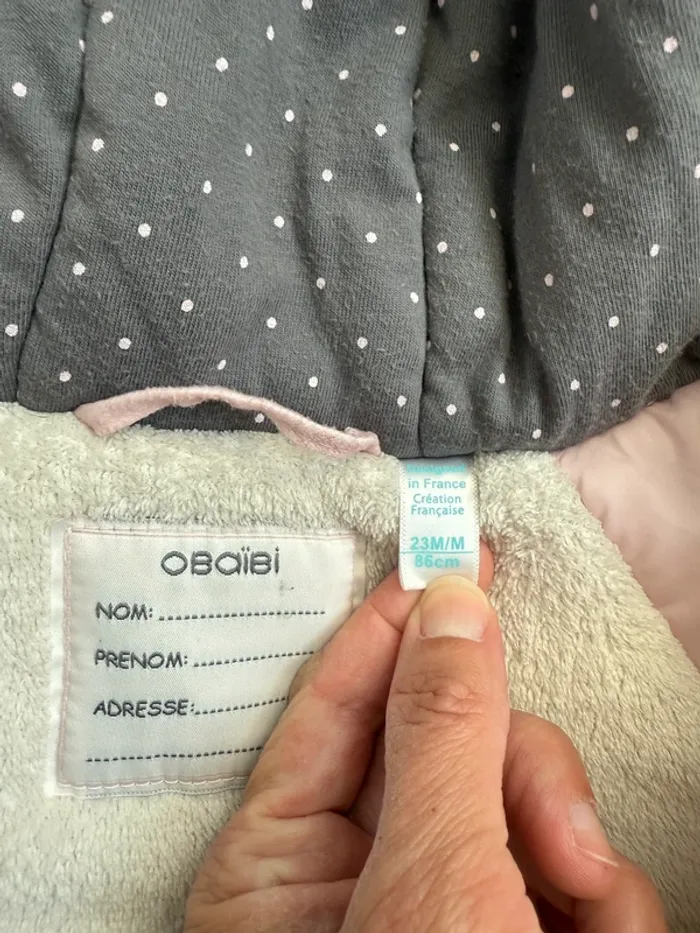 in France
Création
Française
23M/M
86cm
OBaïBi
NOM:
PRENOM:
ADRESSE: